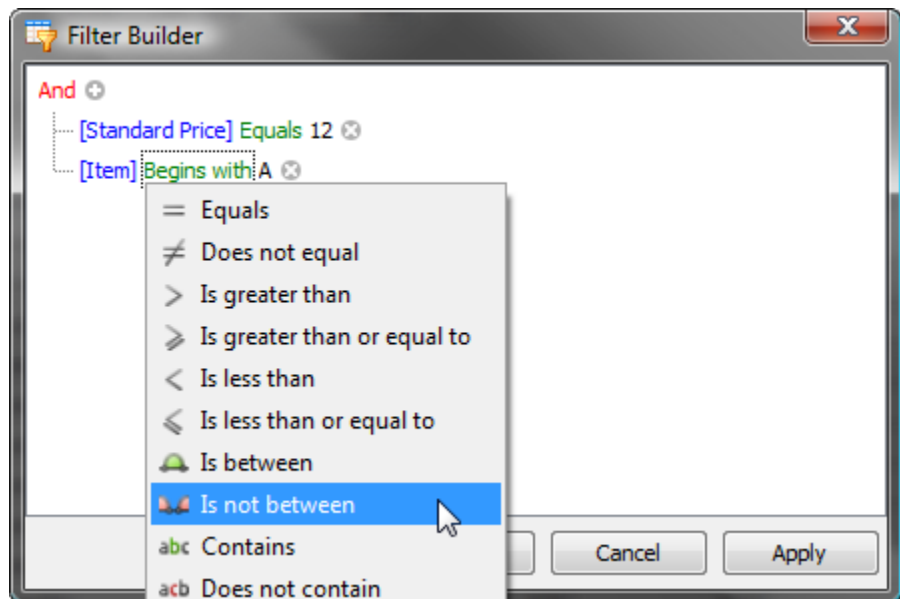 Filter Builder
And
[Standard Price] Equals 12
[Item] Begins with A
= Equals
≠ Does not equal
> Is greater than
≥ Is greater than or equal to
< Is less than
≤ Is less than or equal to
Is between
Is not between
abc Contains
acb Does not contain
Cancel
Apply